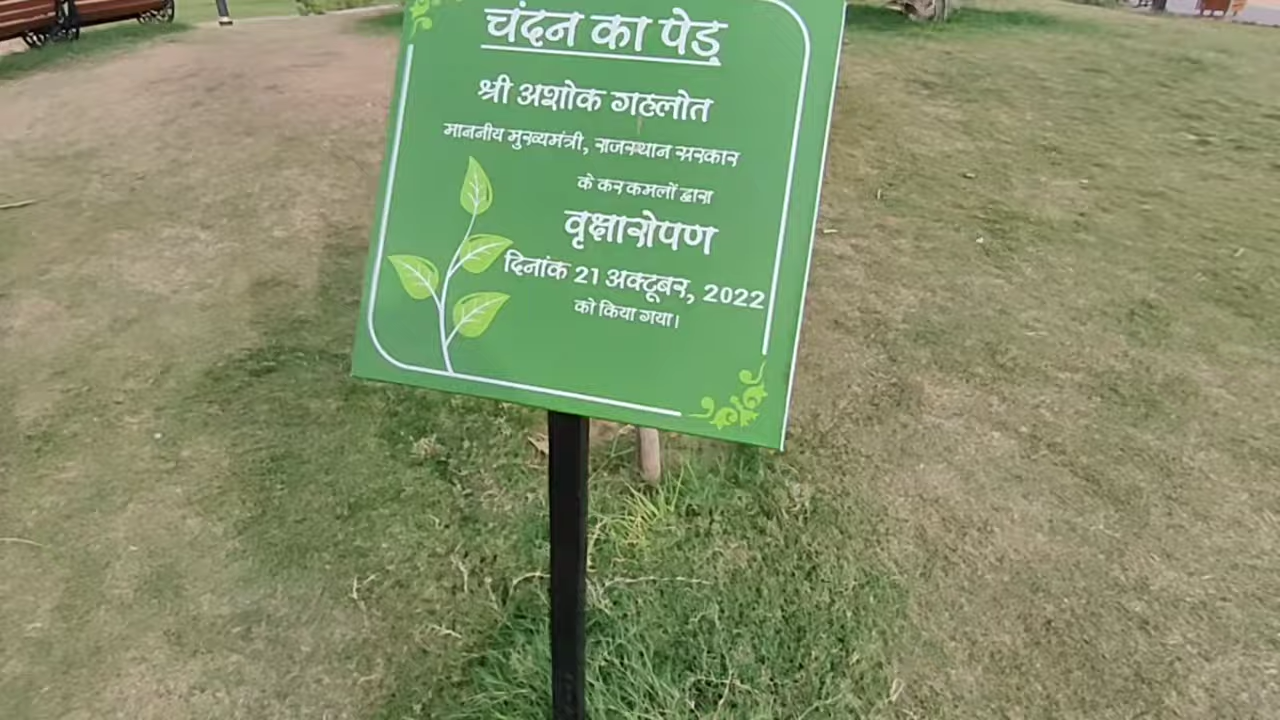 चंदन का पेड़
श्री अशोक गहलोत
माननीय मुख्यमंत्री, राजस्थान सरकार
के कर कमलों द्वारा
वृक्षारोपण
दिनांक 21 अक्टूबर, 2022
को किया गया।